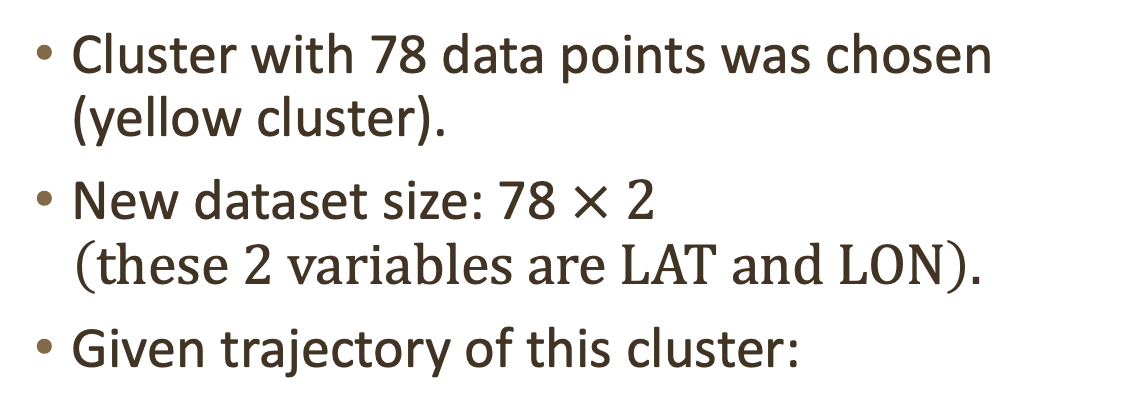 • Cluster with 78 data points was chosen
(yellow cluster).
• New dataset size: 78 × 2
(these 2 variables are LAT and LON).
• Given trajectory of this cluster: